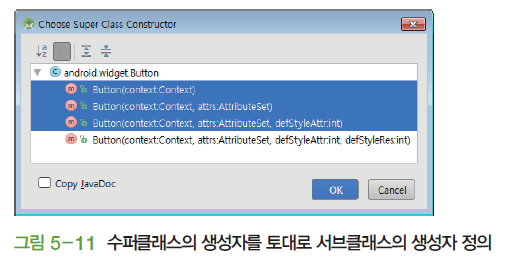 Choose Super Class Constructor
android.widget.Button
Button(context:Context)
Button(context:Context, attrs:AttributeSet)
Button(context:Context, attrs:AttributeSet, defStyleAttr:int)
Button(context:Context, attrs:AttributeSet, defStyleAttr:int, defStyleRes:int)
Copy JavaDoc
OK
Cancel
그림 5-11 수퍼클래스의 생성자를 토대로 서브클래스의 생성자 정의